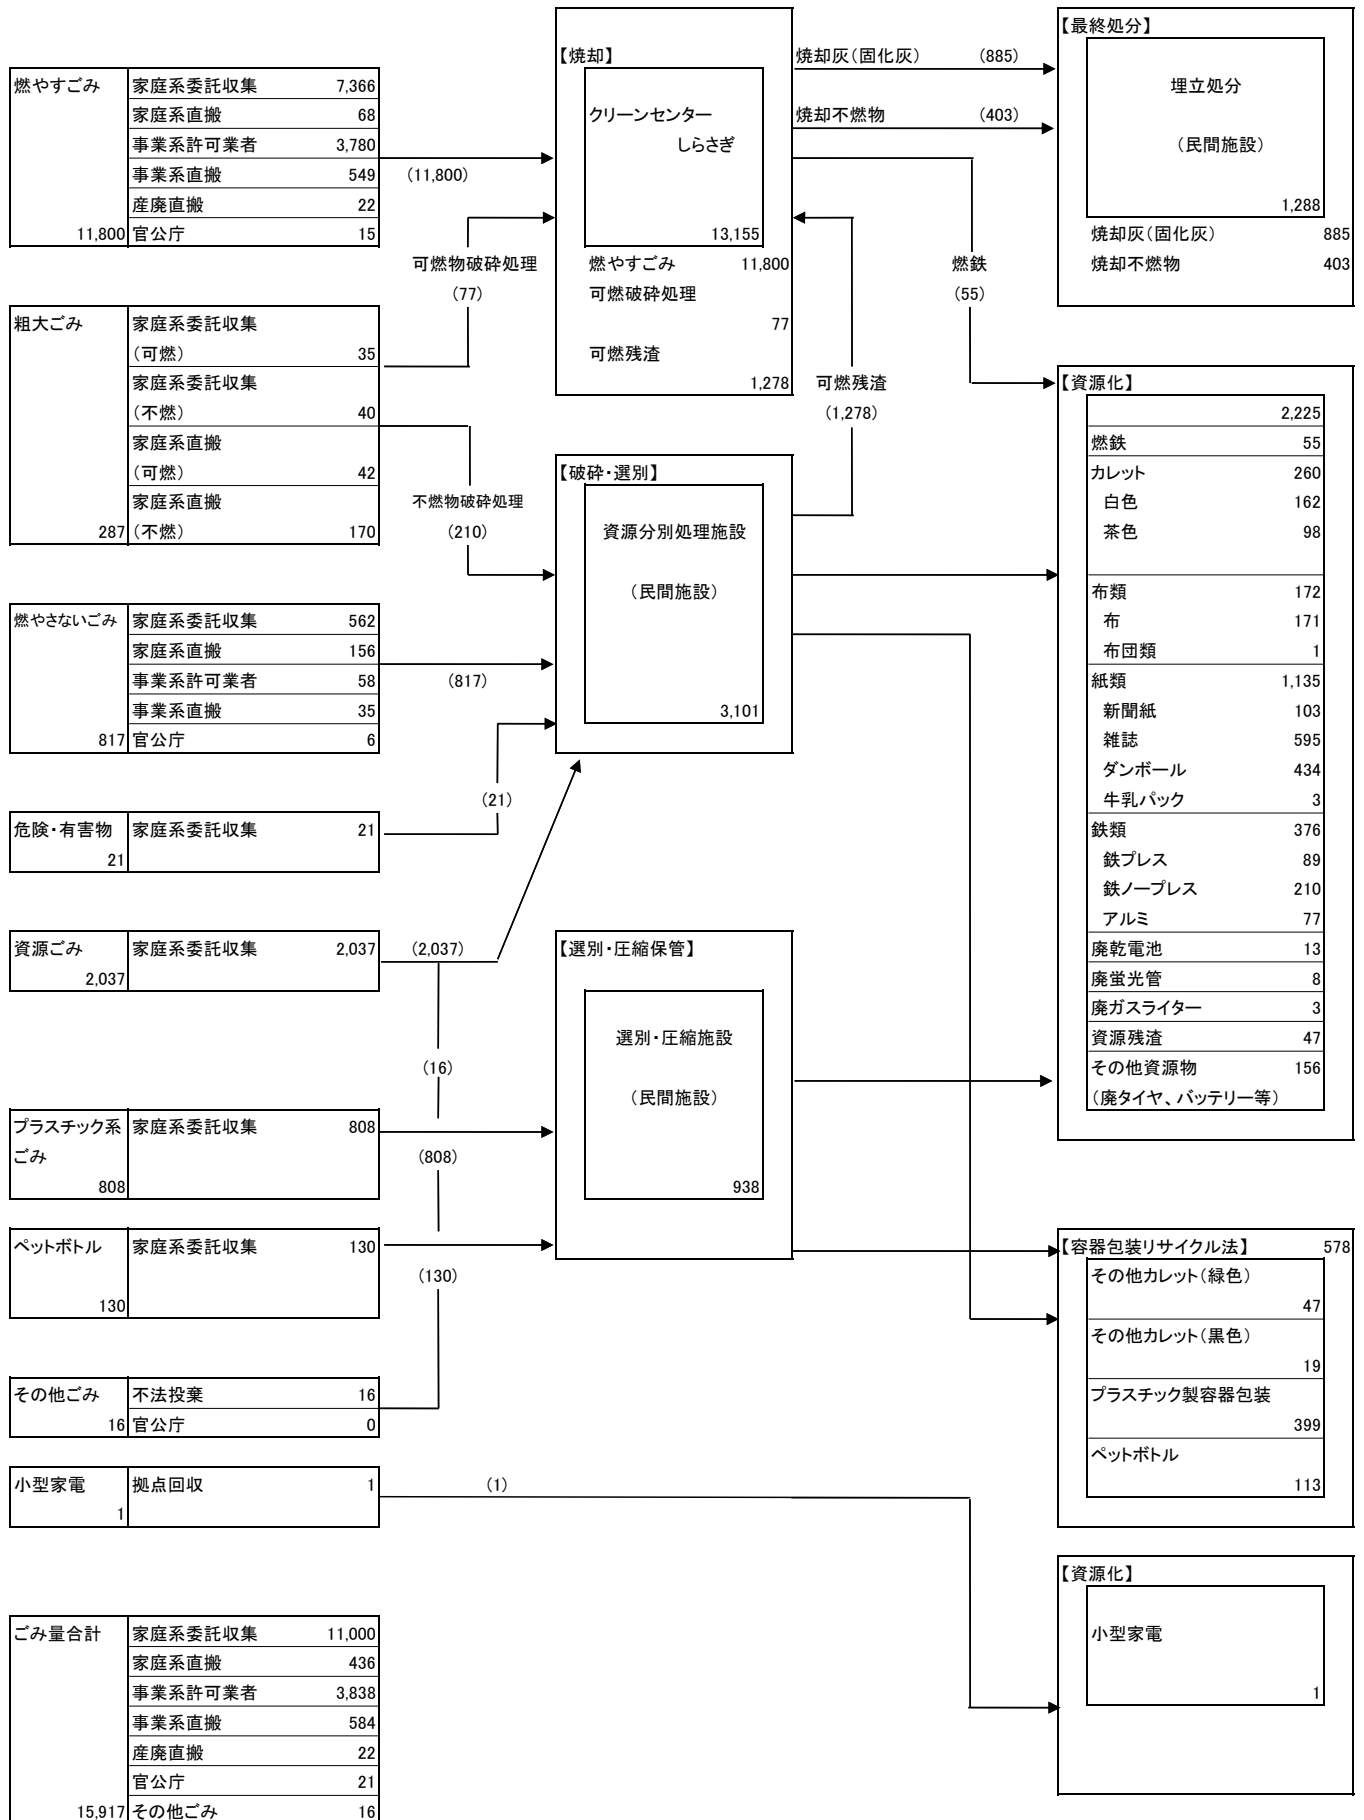 燃やすごみ 家庭系委託収集 7,366
家庭系直搬 68
事業系許可業者 3,780
事業系直搬 549
産廃直搬 22
11,800 官公庁 15
(11,800)
可燃物破砕処理
(77)
粗大ごみ 家庭系委託収集
(可燃) 35
家庭系委託収集
(不燃) 40
家庭系直搬
(可燃) 42
家庭系直搬
287 (不燃) 170
不燃物破砕処理
(210)
燃やさないごみ 家庭系委託収集 562
家庭系直搬 156
事業系許可業者 58
事業系直搬 35
817 官公庁 6
(817)
(21)
危険・有害物 家庭系委託収集 21
21
資源ごみ 家庭系委託収集 2,037
2,037
(2,037)
(16)
プラスチック系 家庭系委託収集 808
ごみ
808
(808)
ペットボトル 家庭系委託収集 130
130
(130)
その他ごみ 不法投棄 16
16 官公庁 0
小型家電 拠点回収 1
1
(1)
ごみ量合計 家庭系委託収集 11,000
家庭系直搬 436
事業系許可業者 3,838
事業系直搬 584
産廃直搬 22
官公庁 21
15,917 その他ごみ 16
【焼却】
クリーンセンター
しらさぎ
13,155
燃やすごみ 11,800
可燃破砕処理
77
可燃残渣
1,278
【破砕・選別】
資源分別処理施設
(民間施設)
3,101
【選別・圧縮保管】
選別・圧縮施設
(民間施設)
938
焼却灰(固化灰) (885)
焼却不燃物 (403)
燃鉄
(55)
可燃残渣
(1,278)
【最終処分】
埋立処分
(民間施設)
1,288
焼却灰(固化灰) 885
焼却不燃物 403
【資源化】
2,225
燃鉄 55
カレット 260
白色 162
茶色 98
布類 172
布 171
布団類 1
紙類 1,135
新聞紙 103
雑誌 595
ダンボール 434
牛乳パック 3
鉄類 376
鉄プレス 89
鉄ノープレス 210
アルミ 77
廃乾電池 13
廃蛍光管 8
廃ガスライター 3
資源残渣 47
その他資源物 156
(廃タイヤ、バッテリー等)
【容器包装リサイクル法】 578
その他カレット(緑色)
47
その他カレット(黒色)
19
プラスチック製容器包装
399
ペットボトル
113
【資源化】
小型家電
1